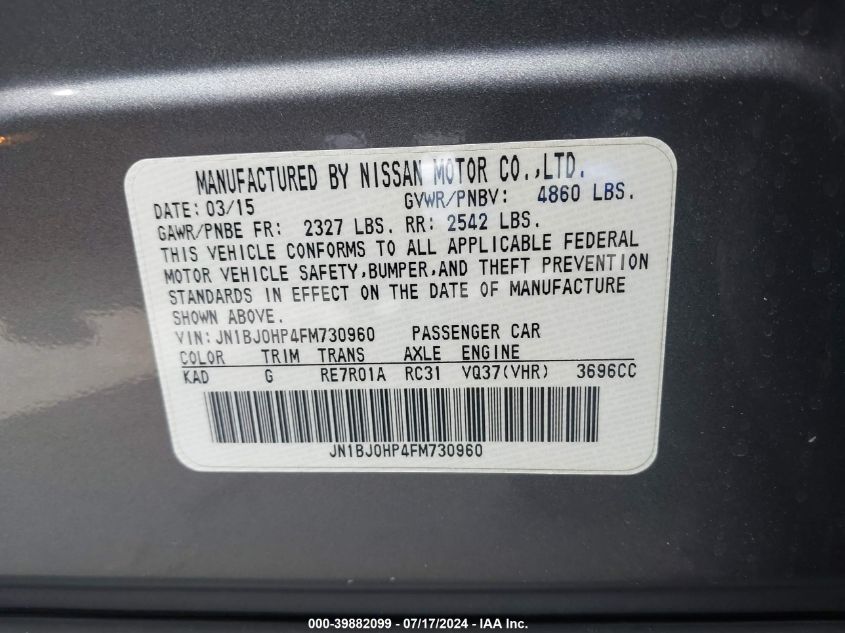 MANUFACTURED BY NISSAN MOTOR CO.,LTD.
DATE: 03/15 GVWR/PNBV: 4860 LBS.
GAWR/PNBE FR: 2327 LBS. RR: 2542 LBS.
THIS VEHICLE CONFORMS TO ALL APPLICABLE FEDERAL
MOTOR VEHICLE SAFETY,BUMPER,AND THEFT PREVENTION
STANDARDS IN EFFECT ON THE DATE OF MANUFACTURE
SHOWN ABOVE.
VIN: JN1BJ0HP4FM730960 PASSENGER CAR
COLOR TRIM TRANS AXLE ENGINE
KAD G RE7R01A RC31 VQ37(VHR) 3696CC
JN1BJ0HP4FM730960
000-39882099 - 07/17/2024 - IAA Inc.